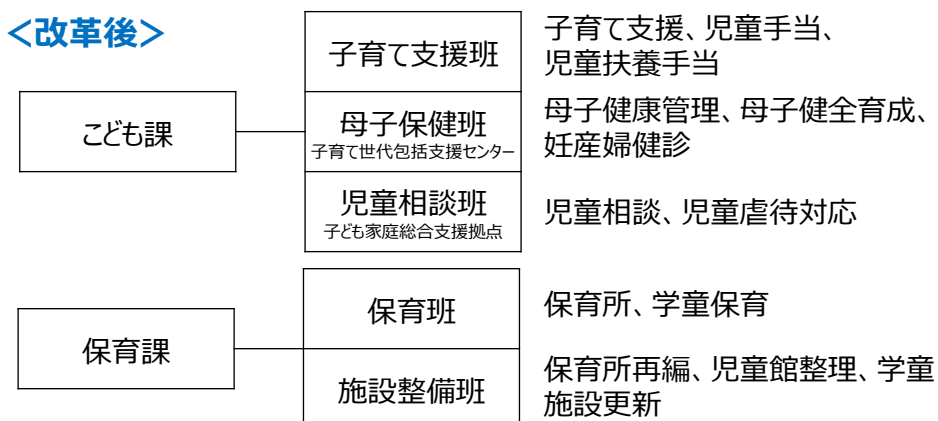 <改革後>
子育て支援班
子育て支援、児童手当、
児童扶養手当
こども課
母子保健班
子育て世代包括支援センター
母子健康管理、母子健全育成、
妊産婦健診
児童相談班
子ども家庭総合支援拠点
児童相談、児童虐待対応
保育課
保育班
保育所、学童保育
施設整備班
保育所再編、児童館整理、学童
施設更新